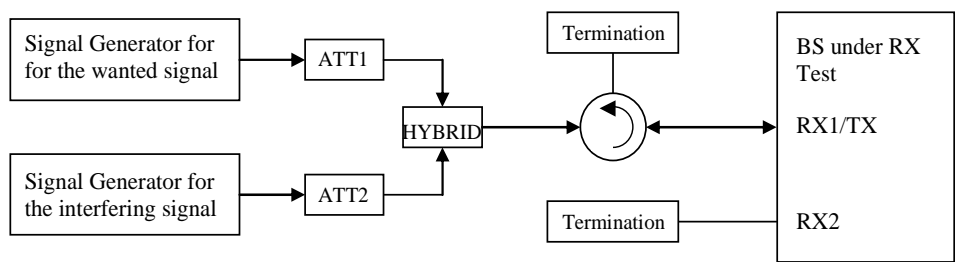 Signal Generator for
for the wanted signal
ATT1
HYBRID
Signal Generator for
the interfering signal
ATT2
Termination
Termination
BS under RX
Test
RX1/TX
RX2